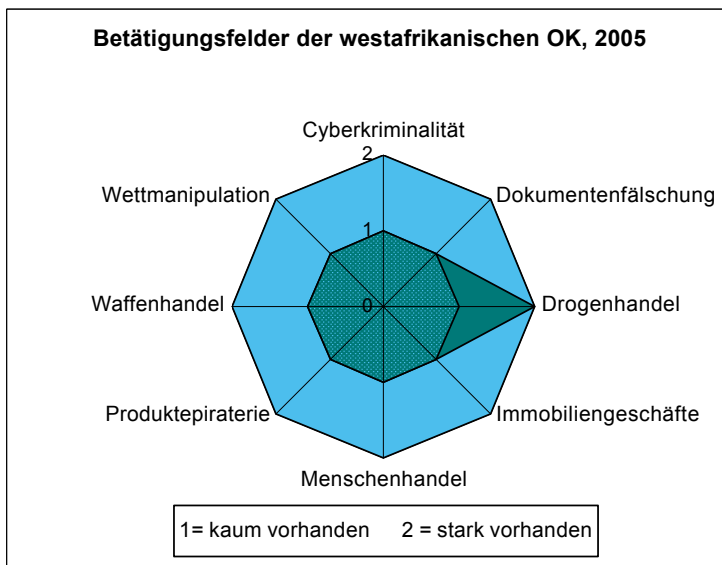 Betätigungsfelder der westafrikanischen OK, 2005
Cyberkriminalität
2
Wettmanipulation
Dokumentenfälschung
1
Waffenhandel
0
Drogenhandel
Produktepiraterie
Immobiliengeschäfte
Menschenhandel
1= kaum vorhanden 2 = stark vorhanden